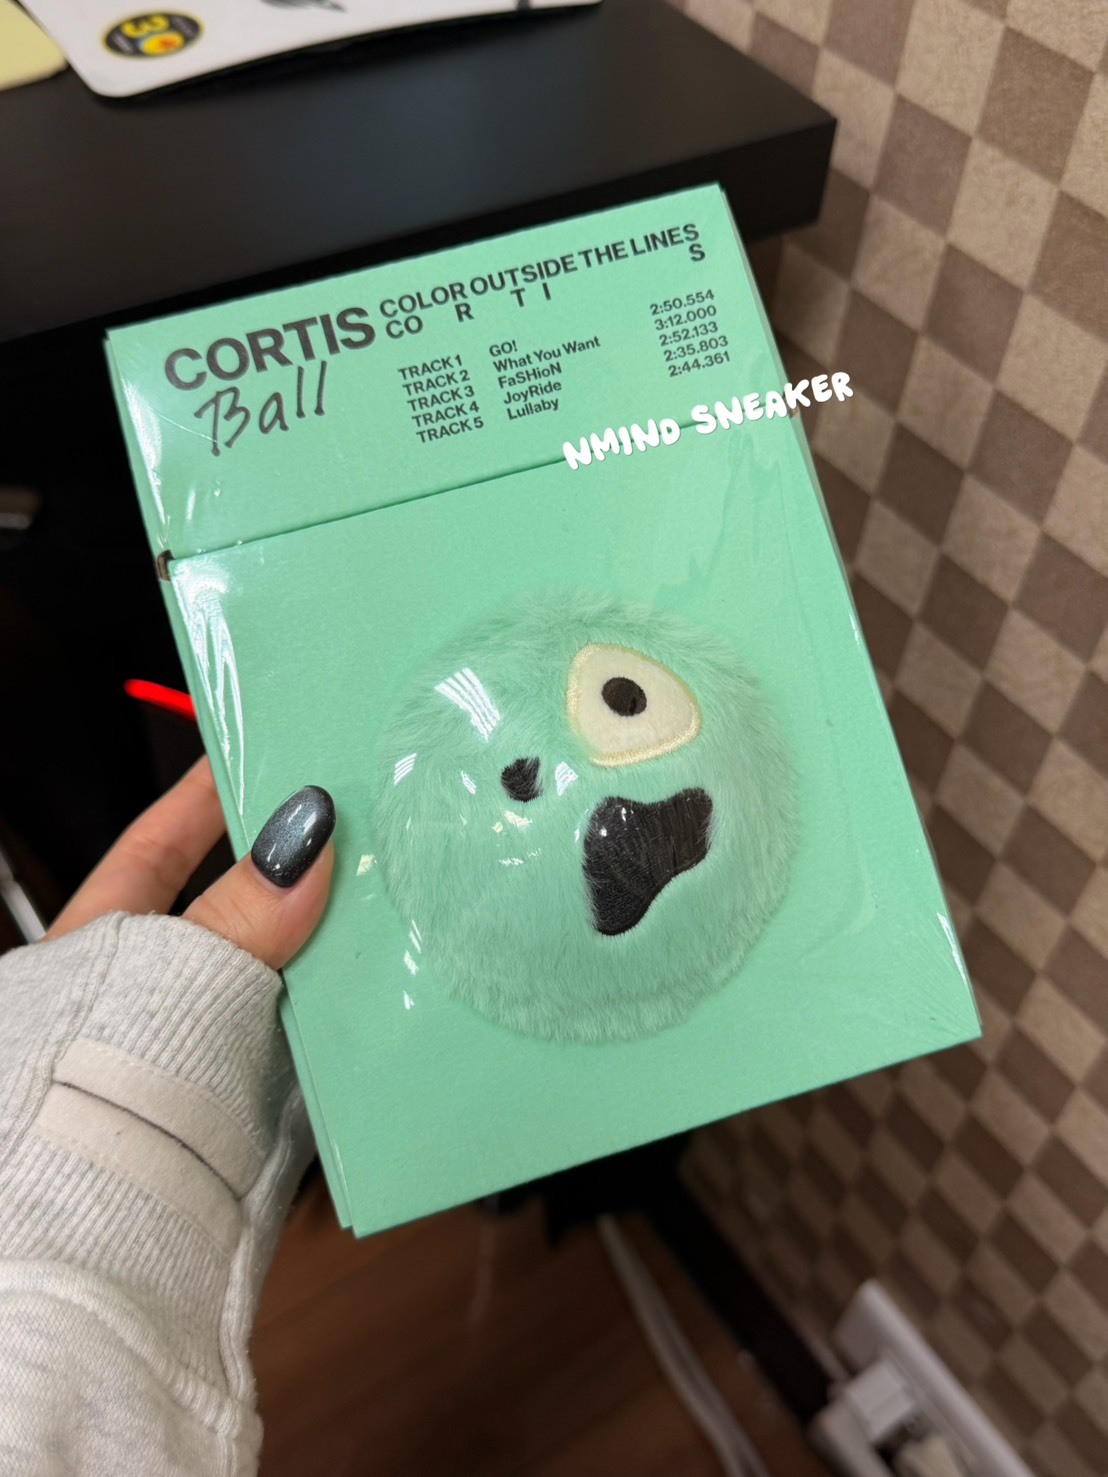 CORTIS
Ball
COLOR OUTSIDE THE LINES
CO R T I S
TRACK 1 GO! 2:50.554
TRACK 2 What You Want 3:12.000
TRACK 3 FaSHioN 2:52.133
TRACK 4 JoyRide 2:35.803
TRACK 5 Lullaby 2:44.361
NMIND SNEAKER